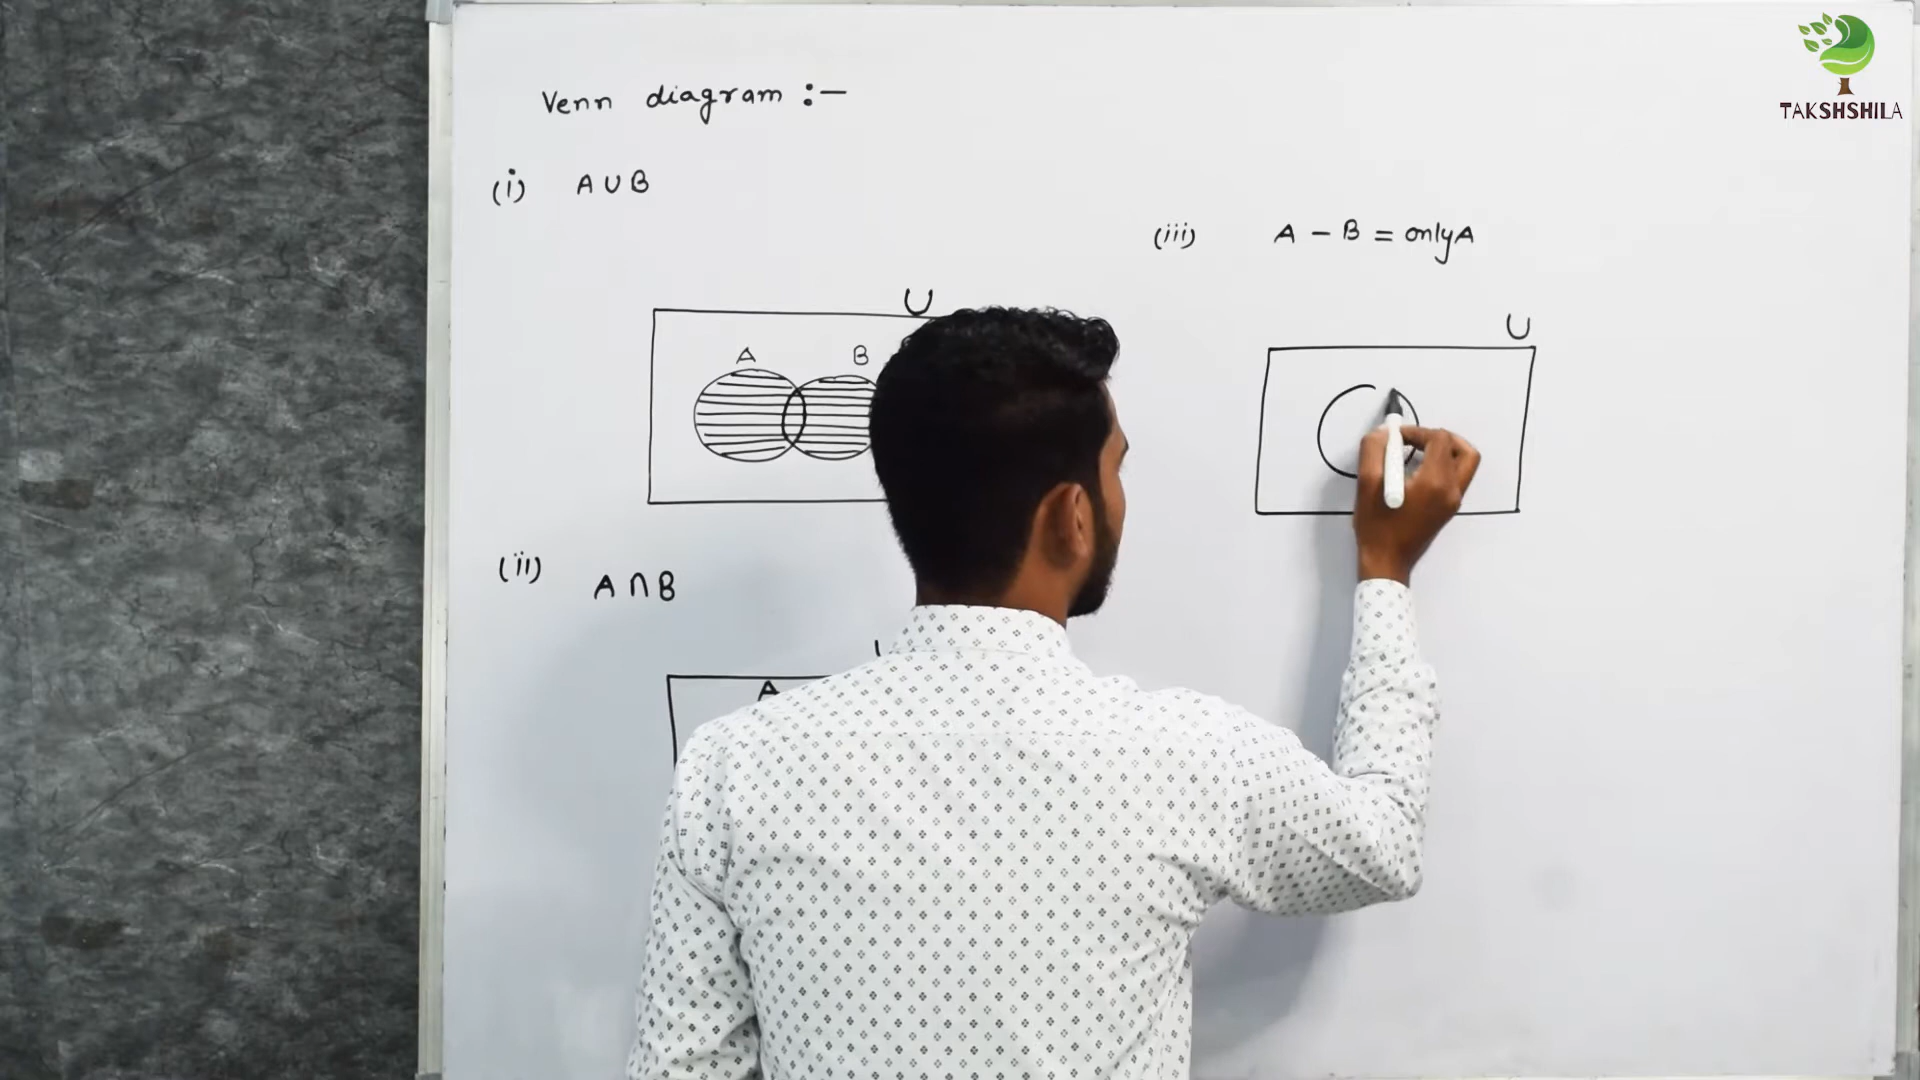 Venn diagram :-
(i) A ∪ B
U
A B
(ii) A ∩ B
A
(iii) A - B = only A
U
TAKSHSHILA